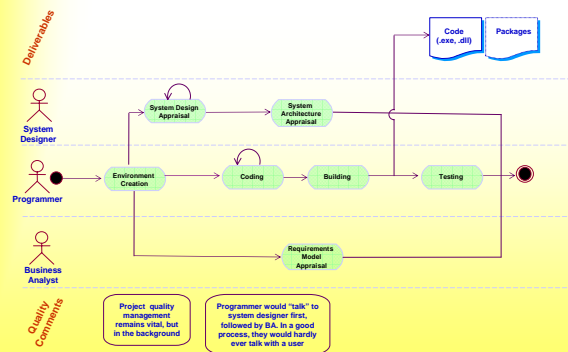 Deliverables
Code
(.exe, .dll)
Packages
System
Designer
System Design
Appraisal
System
Architecture
Appraisal
Programmer
Environment
Creation
Coding
Building
Testing
Business
Analyst
Requirements
Model
Appraisal
Quality
Comments
Project quality
management
remains vital, but
in the background
Programmer would “talk” to
system designer first,
followed by BA. In a good
process, they would hardly
ever talk with a user